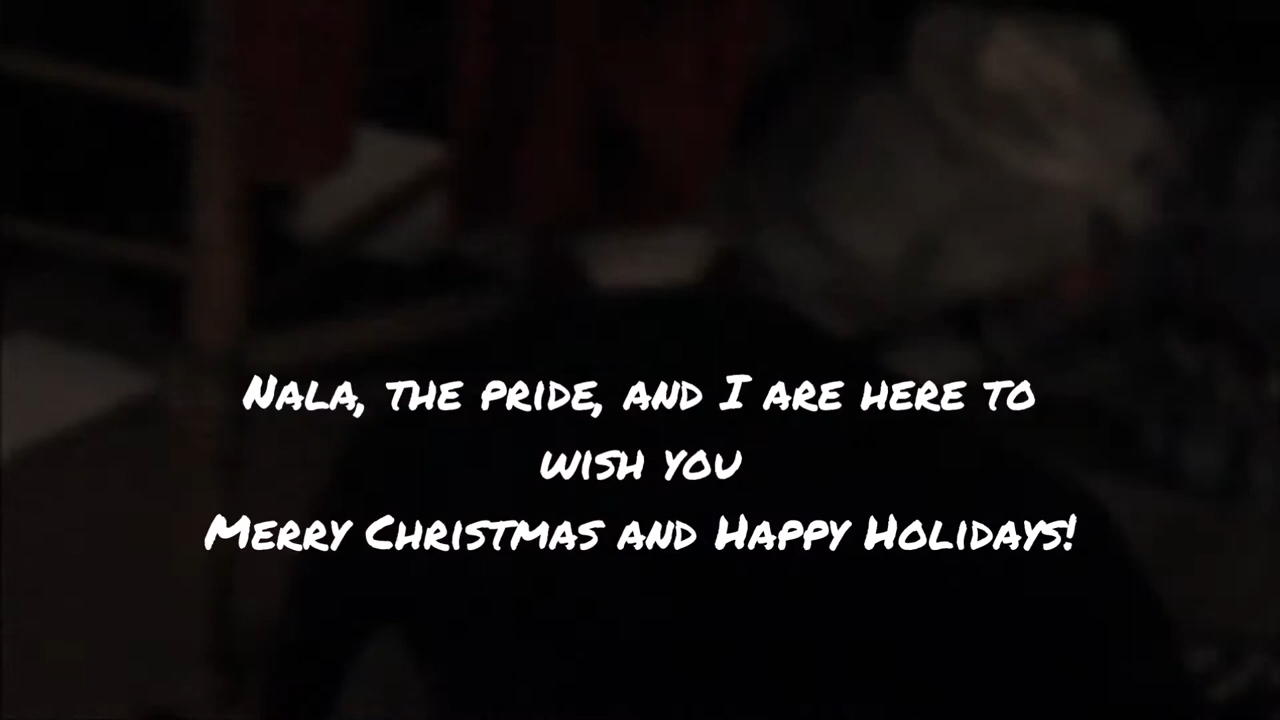 Nala, the pride, and I are here to
wish you
Merry Christmas and Happy Holidays!